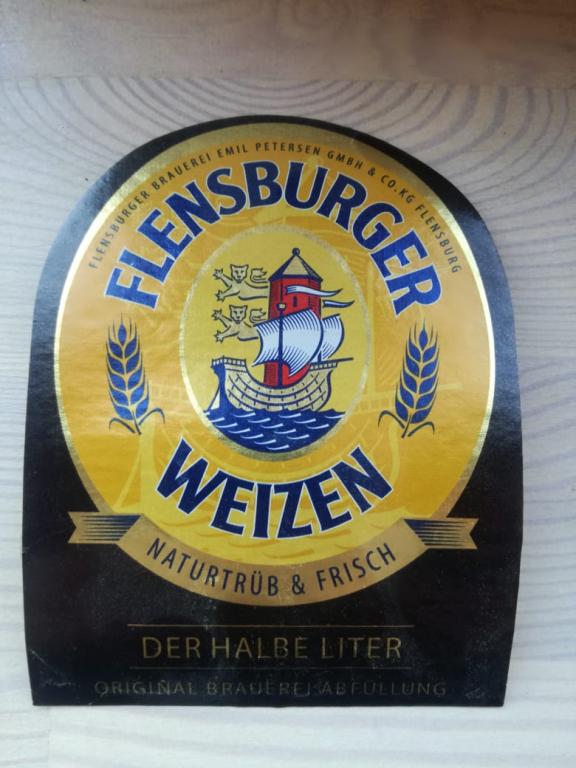 FLENSBURGER BRAUEREI EMIL PETERSEN GMBH & CO.KG FLENSBURG
FLENSBURGER
WEIZEN
NATURTRÜB & FRISCH
DER HALBE LITER
ORIGINAL BRAUEREI-ABFÜLLUNG